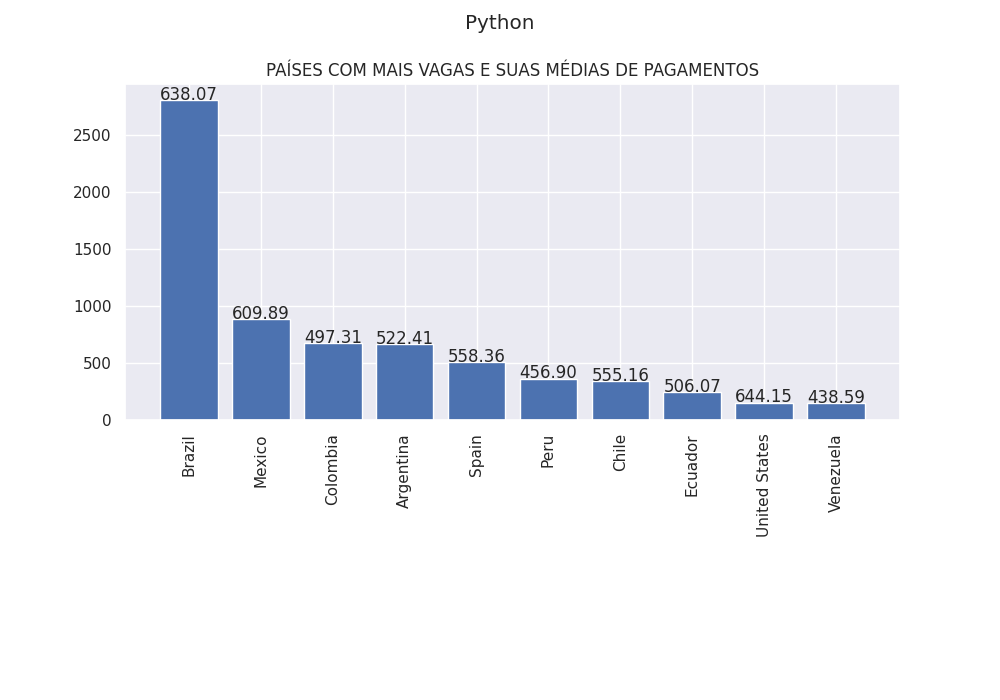 Python
PAÍSES COM MAIS VAGAS E SUAS MÉDIAS DE PAGAMENTOS
2500
2000
1500
1000
500
0
638.07
609.89
497.31
522.41
558.36
456.90
555.16
506.07
644.15
438.59
Brazil
Mexico
Colombia
Argentina
Spain
Peru
Chile
Ecuador
United States
Venezuela